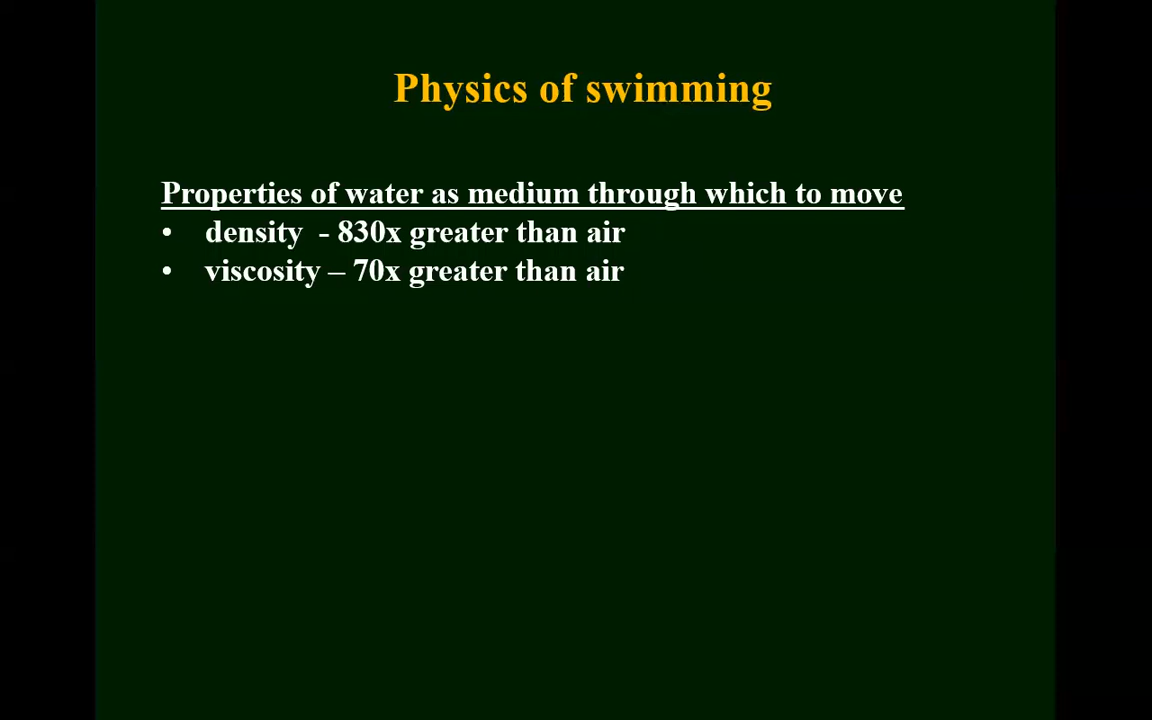 Physics of swimming
Properties of water as medium through which to move
• density - 830x greater than air
• viscosity – 70x greater than air